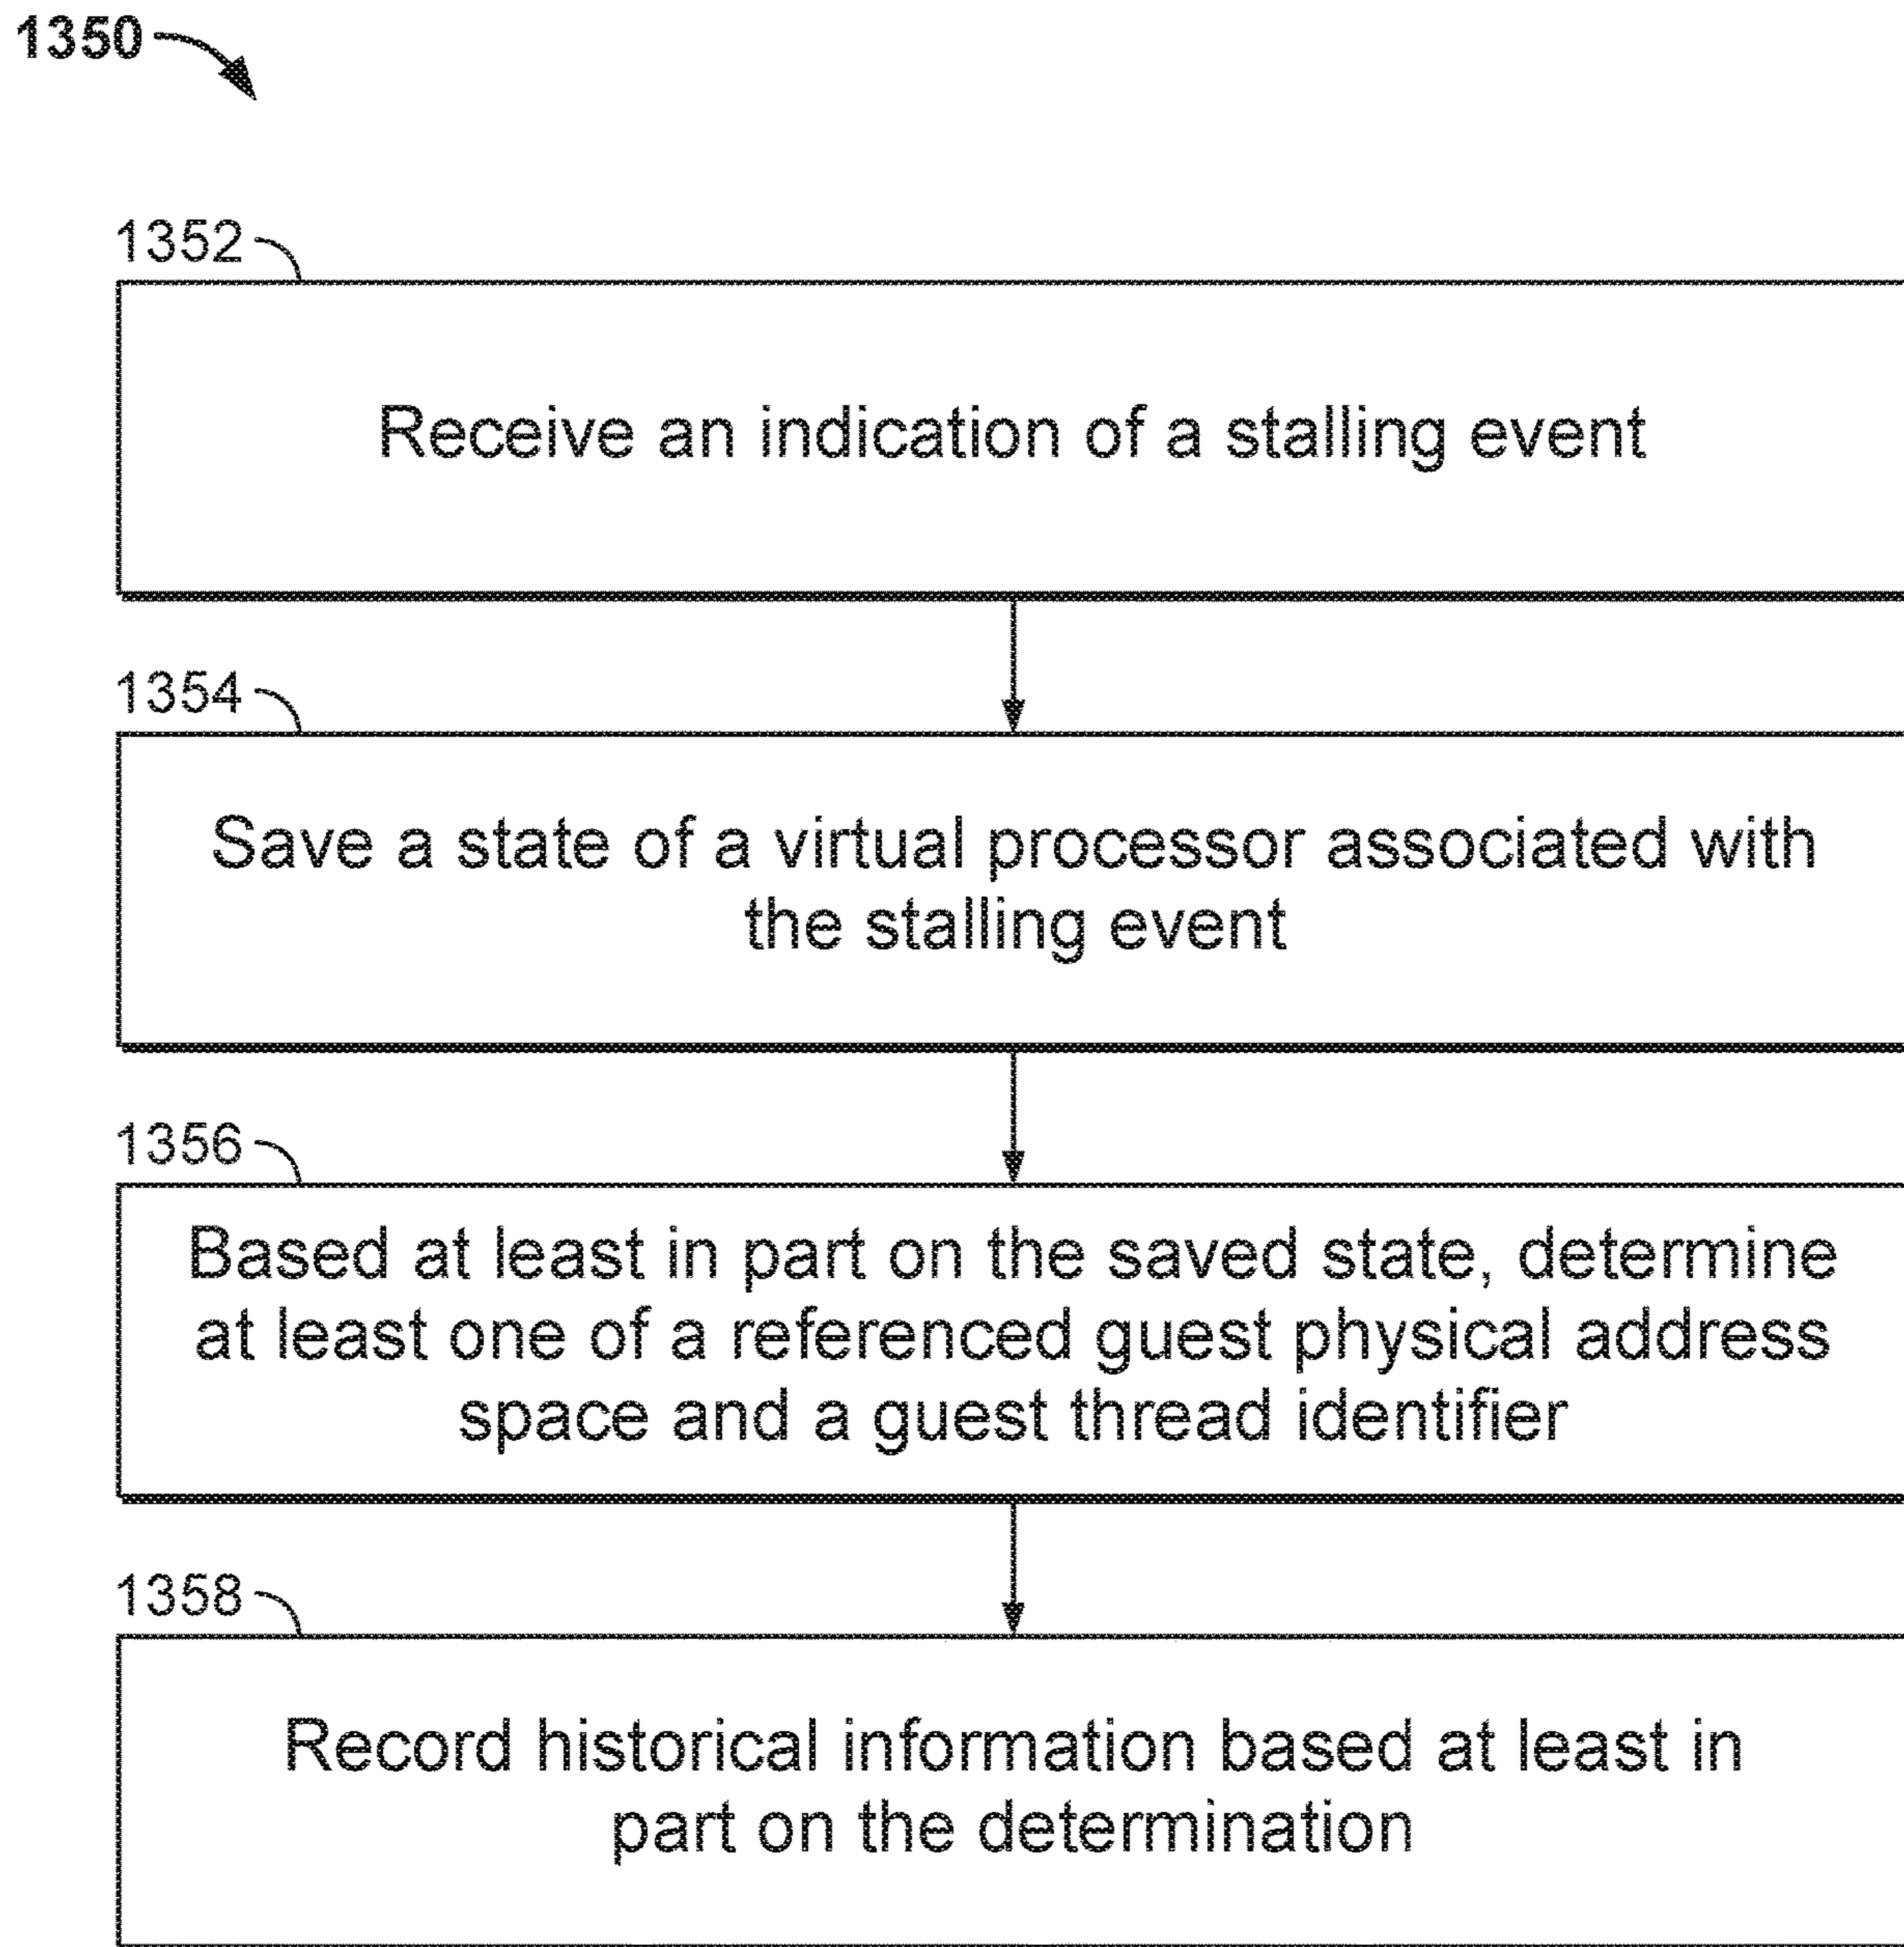 1350
1352
Receive an indication of a stalling event
1354
Save a state of a virtual processor associated with
the stalling event
1356
Based at least in part on the saved state, determine
at least one of a referenced guest physical address
space and a guest thread identifier
1358
Record historical information based at least in
part on the determination